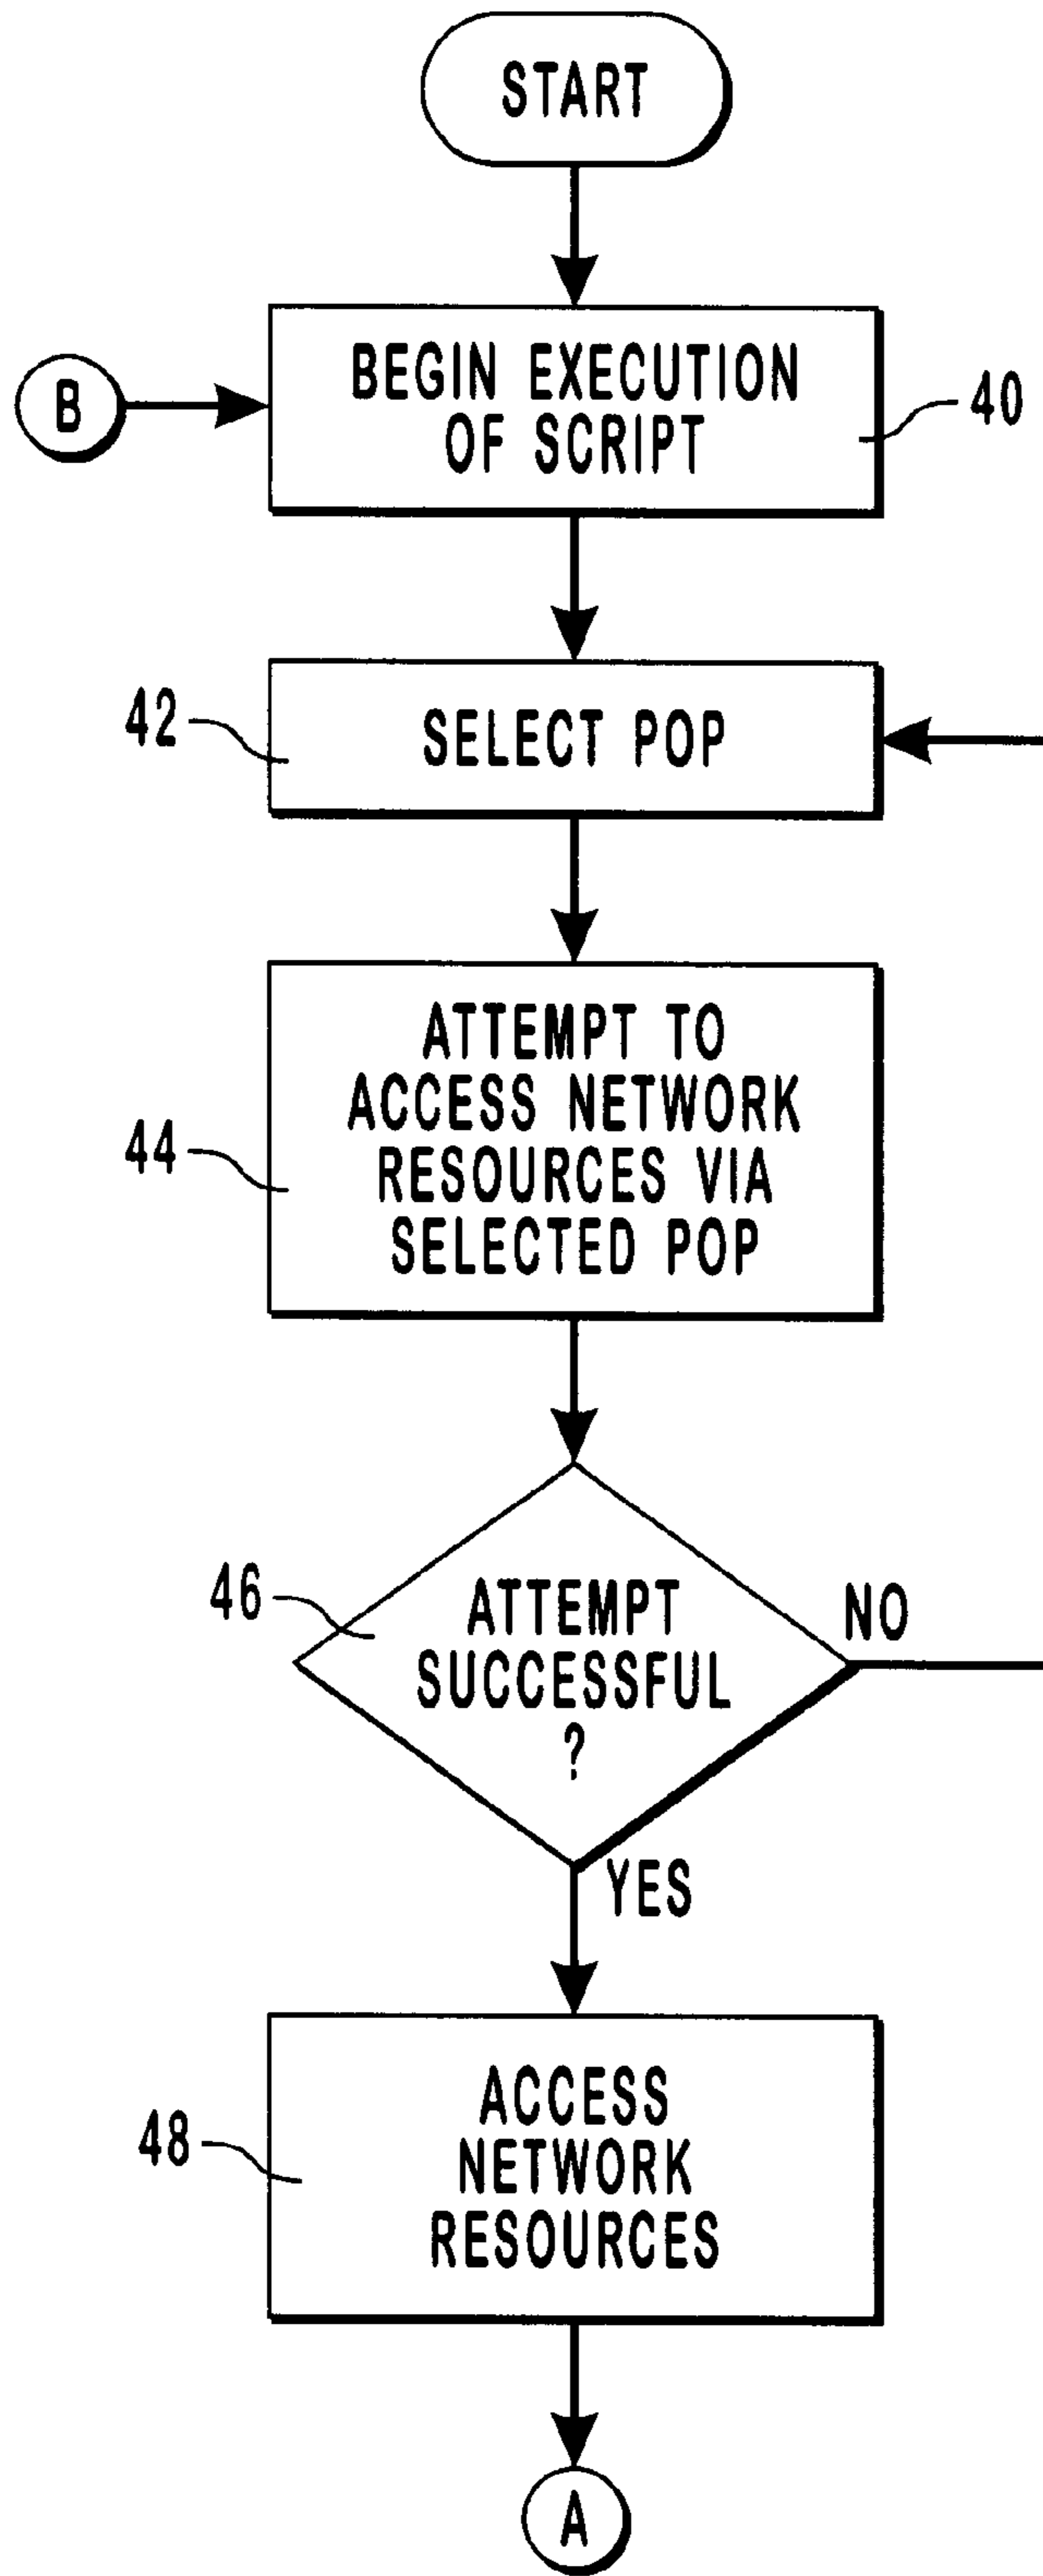 START
B
BEGIN EXECUTION
OF SCRIPT
40
42
SELECT POP
44
ATTEMPT TO
ACCESS NETWORK
RESOURCES VIA
SELECTED POP
46
ATTEMPT
SUCCESSFUL
?
NO
YES
48
ACCESS
NETWORK
RESOURCES
A